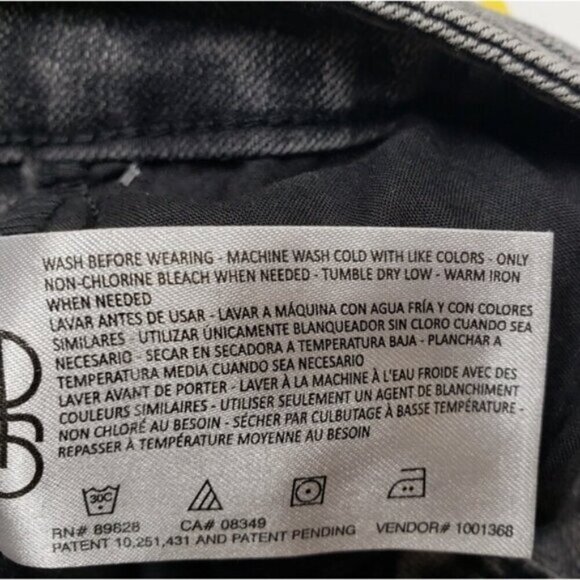 WASH BEFORE WEARING - MACHINE WASH COLD WITH LIKE COLORS - ONLY
NON-CHLORINE BLEACH WHEN NEEDED - TUMBLE DRY LOW - WARM IRON
WHEN NEEDED
LAVAR ANTES DE USAR - LAVAR A MÁQUINA CON AGUA FRÍA Y CON COLORES
SIMILARES - UTILIZAR ÚNICAMENTE BLANQUEADOR SIN CLORO CUANDO SEA
NECESARIO - SECAR EN SECADORA A TEMPERATURA BAJA - PLANCHAR A
TEMPERATURA MEDIA CUANDO SEA NECESARIO
LAVER AVANT DE PORTER - LAVER À LA MACHINE À L'EAU FROIDE AVEC DES
COULEURS SIMILAIRES - UTILISER SEULEMENT UN AGENT DE BLANCHIMENT
NON CHLORÉ AU BESOIN - SÉCHER PAR CULBUTAGE À BASSE TEMPÉRATURE -
REPASSER À TEMPÉRATURE MOYENNE AU BESOIN
30C
RN# 89828 CA# 08349 VENDOR# 1001368
PATENT 10,251,431 AND PATENT PENDING